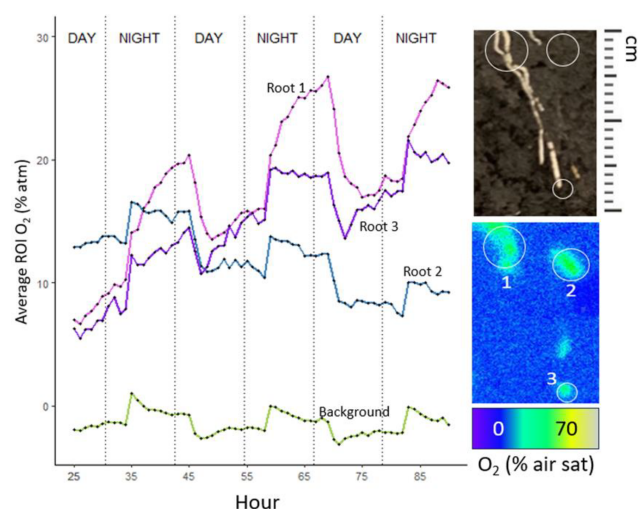 DAY NIGHT DAY NIGHT DAY NIGHT
30
20
10
0
Average ROI O2 (% atm)
Root 1
Root 3
Root 2
Background
25 35 45 55 65 75 85
Hour
cm
1
2
3
0 70
O2 (% air sat)